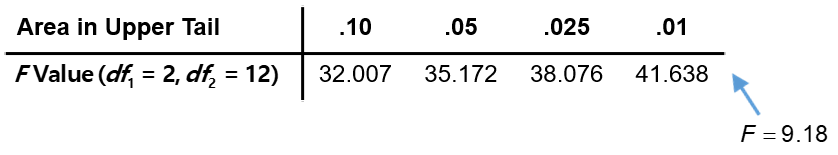 Area in Upper Tail .10 .05 .025 .01
F Value (df₁ = 2, df₂ = 12) 32.007 35.172 38.076 41.638
F = 9.18